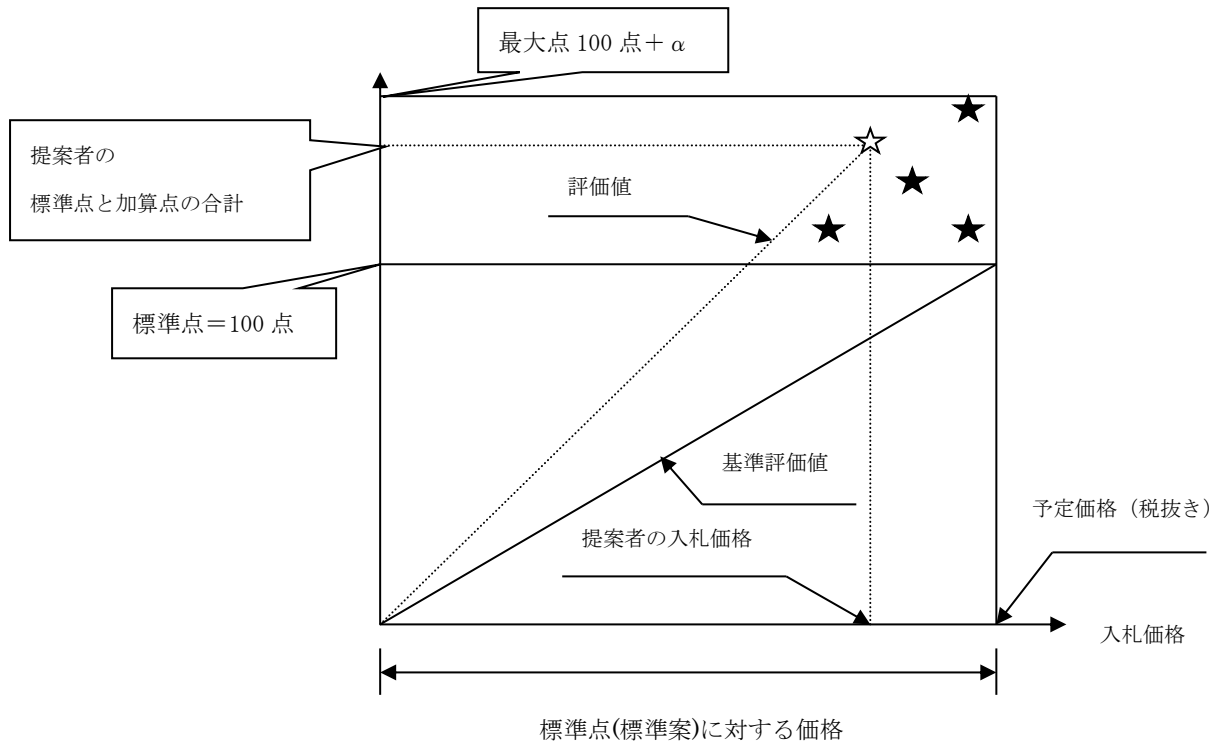 最大点 100 点+α
提案者の
標準点と加算点の合計
評価値
標準点=100 点
基準評価値
予定価格（税抜き）
提案者の入札価格
入札価格
標準点(標準案)に対する価格